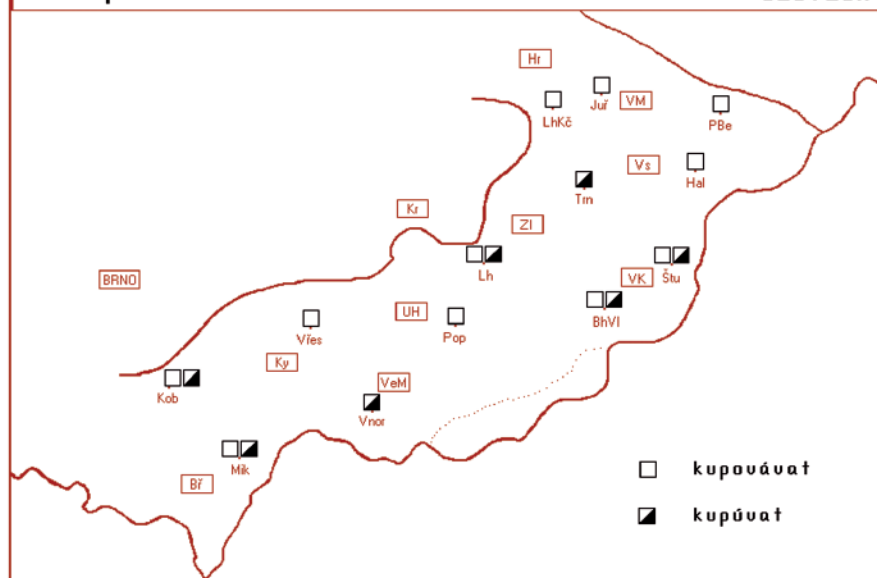 Hr
LhKč
Juř
VM
PBe
Vs
Hal
Trn
Kr
Zl
Lh
BRNO
VK
Štu
BhVl
UH
Vřes
Pop
Ky
VeM
Kob
Vnor
Mik
Bř
kupovávat
kupúvat